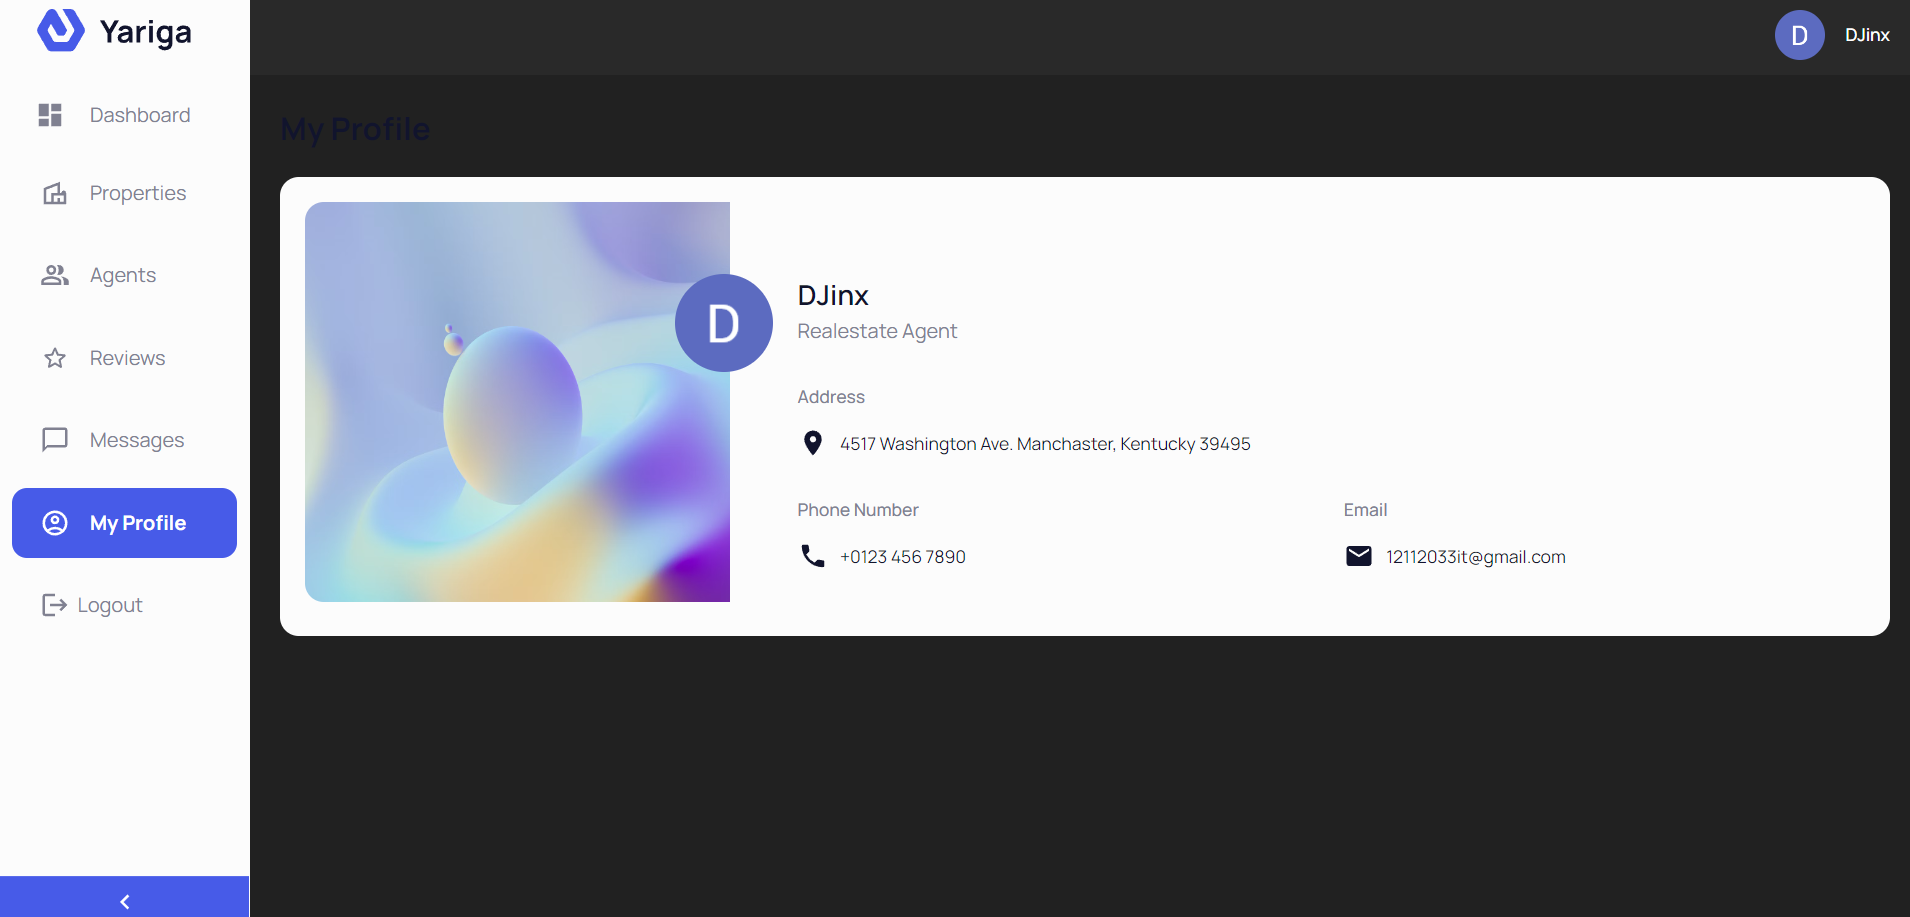 Yariga
D
DJinx
Dashboard
Properties
Agents
Reviews
Messages
My Profile
Logout
My Profile
D
DJinx
Realestate Agent
Address
4517 Washington Ave. Manchaster, Kentucky 39495
Phone Number
+0123 456 7890
Email
12112033it@gmail.com